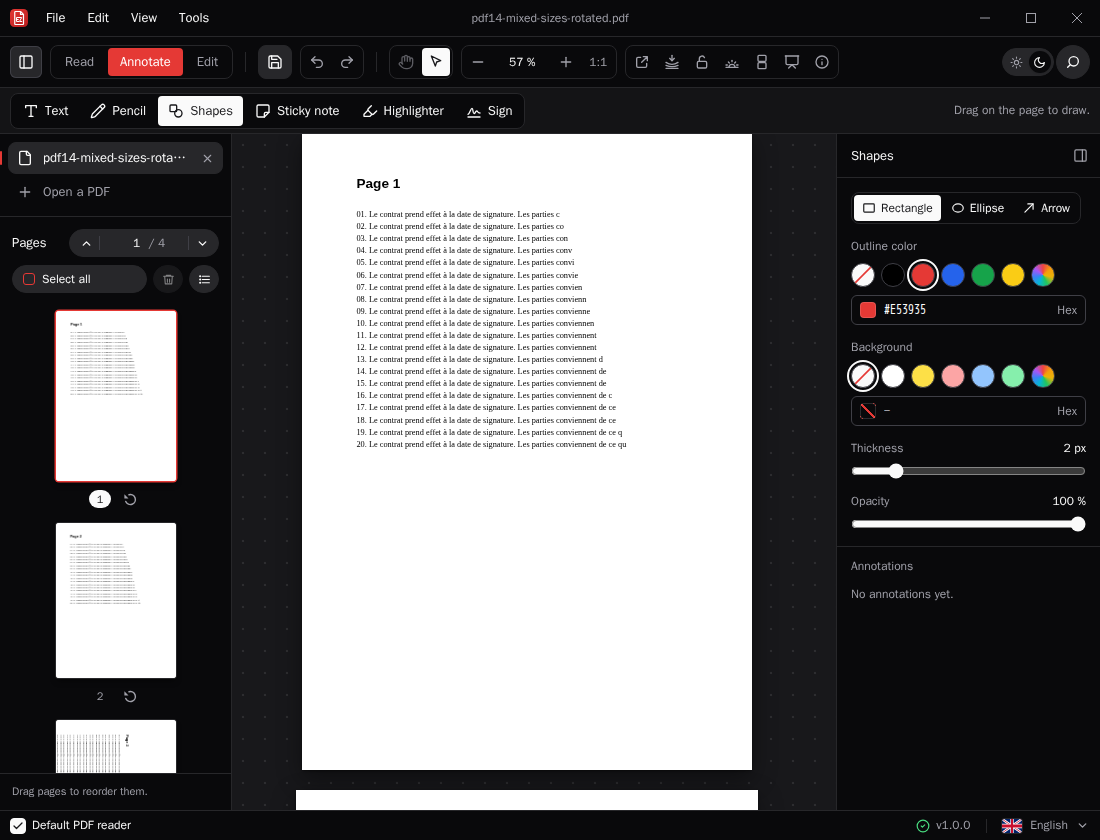 File Edit View Tools pdf14-mixed-sizes-rotated.pdf
Read Annotate Edit 57 % 1:1
Text Pencil Shapes Sticky note Highlighter Sign Drag on the page to draw.
pdf14-mixed-sizes-rota···
Open a PDF
Pages 1 / 4
Select all
Page 1
1
Page 2
2
Drag pages to reorder them.
Page 1
01. Le contrat prend effet à la date de signature. Les parties c
02. Le contrat prend effet à la date de signature. Les parties co
03. Le contrat prend effet à la date de signature. Les parties con
04. Le contrat prend effet à la date de signature. Les parties conv
05. Le contrat prend effet à la date de signature. Les parties convi
06. Le contrat prend effet à la date de signature. Les parties convie
07. Le contrat prend effet à la date de signature. Les parties convien
08. Le contrat prend effet à la date de signature. Les parties convienn
09. Le contrat prend effet à la date de signature. Les parties convienne
10. Le contrat prend effet à la date de signature. Les parties conviennen
11. Le contrat prend effet à la date de signature. Les parties conviennent
12. Le contrat prend effet à la date de signature. Les parties conviennent
13. Le contrat prend effet à la date de signature. Les parties conviennent d
14. Le contrat prend effet à la date de signature. Les parties conviennent de
15. Le contrat prend effet à la date de signature. Les parties conviennent de
16. Le contrat prend effet à la date de signature. Les parties conviennent de c
17. Le contrat prend effet à la date de signature. Les parties conviennent de ce
18. Le contrat prend effet à la date de signature. Les parties conviennent de ce
19. Le contrat prend effet à la date de signature. Les parties conviennent de ce q
20. Le contrat prend effet à la date de signature. Les parties conviennent de ce qu
Shapes
Rectangle Ellipse Arrow
Outline color
#E53935 Hex
Background
– Hex
Thickness 2 px
Opacity 100 %
Annotations
No annotations yet.
Default PDF reader v1.0.0 English